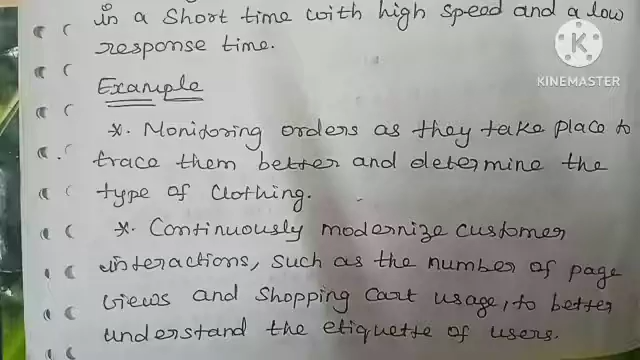 in a short time with high speed and a low
response time.
Example
*. Monitoring orders as they take place to
trace them better and determine the
type of clothing.
*. Continuously modernize customer
interactions, such as the number of page
views and shopping cart usage, to better
understand the etiquette of users.
K
KINEMASTER